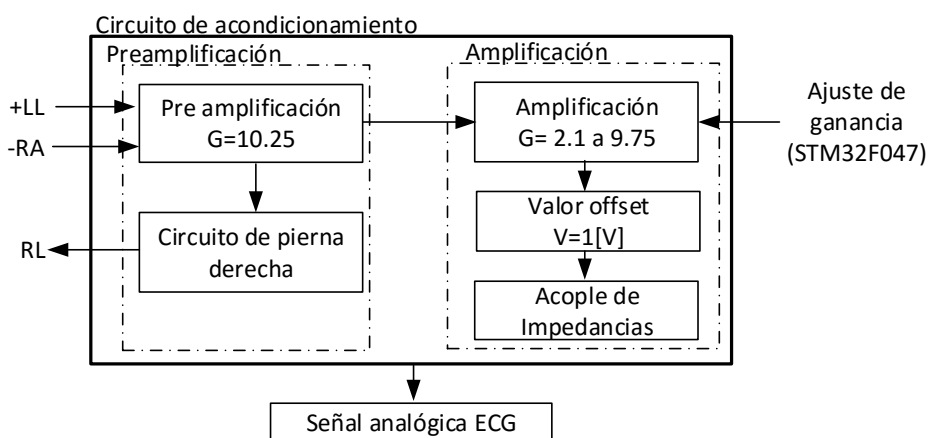 Circuito de acondicionamiento
Preamplificación
Amplificación
+LL
-RA
Pre amplificación
G=10.25
Amplificación
G= 2.1 a 9.75
Ajuste de
ganancia
(STM32F047)
RL
Circuito de pierna
derecha
Valor offset
V=1[V]
Acople de
Impedancias
Señal analógica ECG